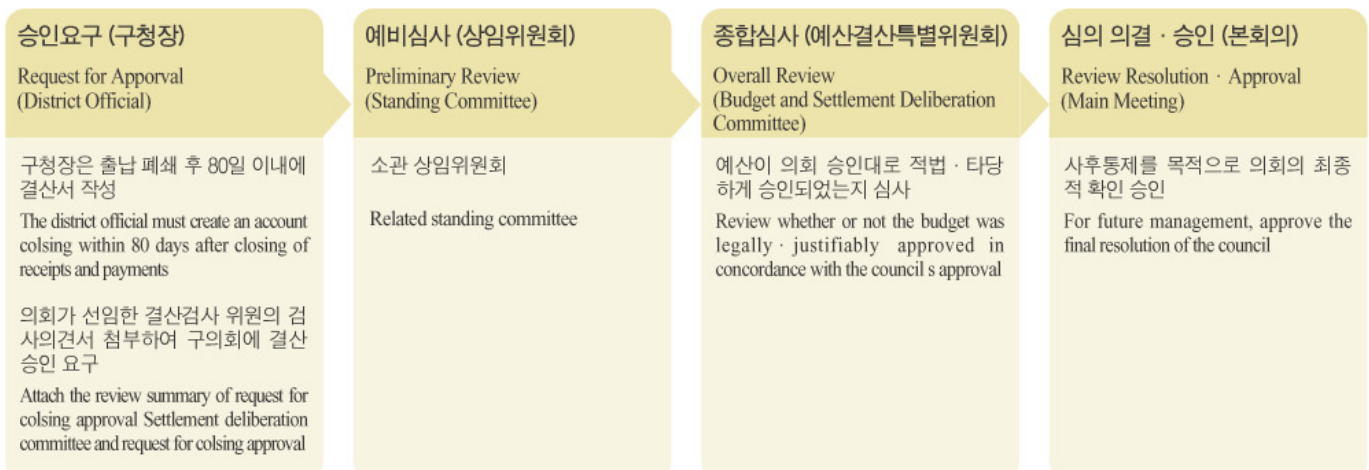 승인요구 (구청장)
Request for Apporval
(District Official)
구청장은 출납 폐쇄 후 80일 이내에
결산서 작성
The district official must create an account
colsing within 80 days after closing of
receipts and payments
의회가 선임한 결산검사 위원의 검
사의견서 첨부하여 구의회에 결산
승인 요구
Attach the review summary of request for
colsing approval Settlement deliberation
committee and request for colsing approval
예비심사 (상임위원회)
Preliminary Review
(Standing Committee)
소관 상임위원회
Related standing committee
종합심사 (예산결산특별위원회)
Overall Review
(Budget and Settlement Deliberation
Committee)
예산이 의회 승인대로 적법 · 타당
하게 승인되었는지 심사
Review whether or not the budget was
legally · justifiably approved in
concordance with the council s approval
심의 의결 · 승인 (본회의)
Review Resolution · Approval
(Main Meeting)
사후통제를 목적으로 의회의 최종
적 확인 승인
For future management, approve the
final resolution of the council